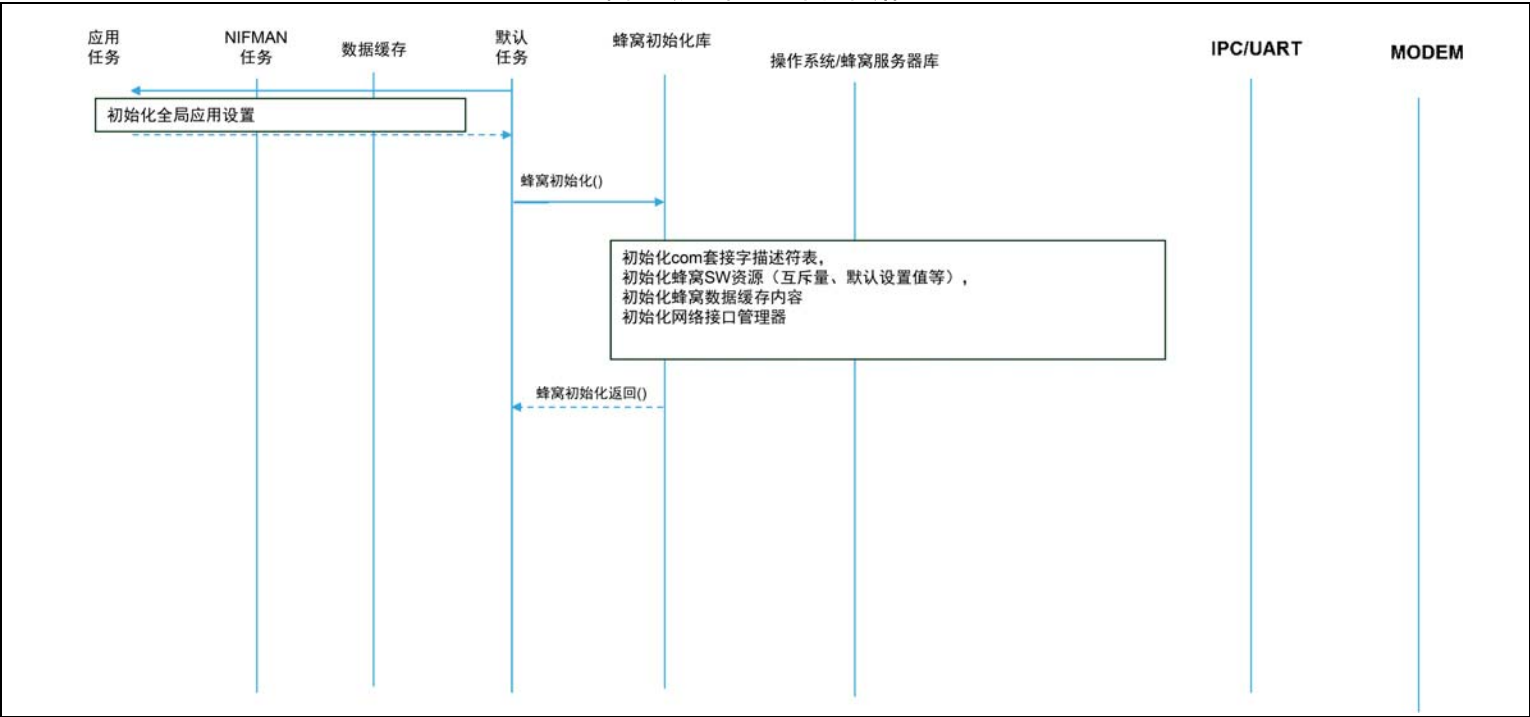 应用
任务
NIFMAN
任务
数据缓存
默认
任务
蜂窝初始化库
操作系统/蜂窝服务器库
IPC/UART
MODEM
初始化全局应用设置
蜂窝初始化()
初始化com套接字描述符表，
初始化蜂窝SW资源（互斥量、默认设置值等），
初始化蜂窝数据缓存内容
初始化网络接口管理器
蜂窝初始化返回()